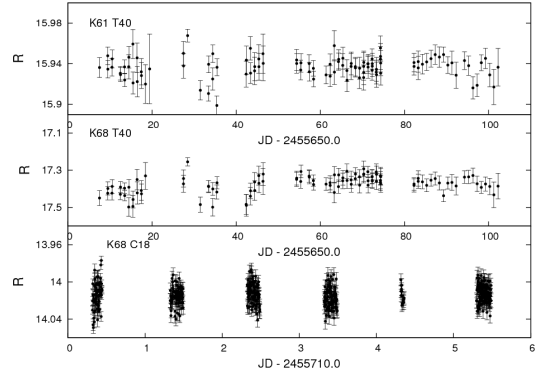 15.98
K61 T40
R
15.94
15.9
0 20 40 60 80 100
JD - 2455650.0
17.1
K68 T40
R
17.3
17.5
0 20 40 60 80 100
JD - 2455650.0
13.96
K68 C18
R
14
14.04
0 1 2 3 4 5 6
JD - 2455710.0